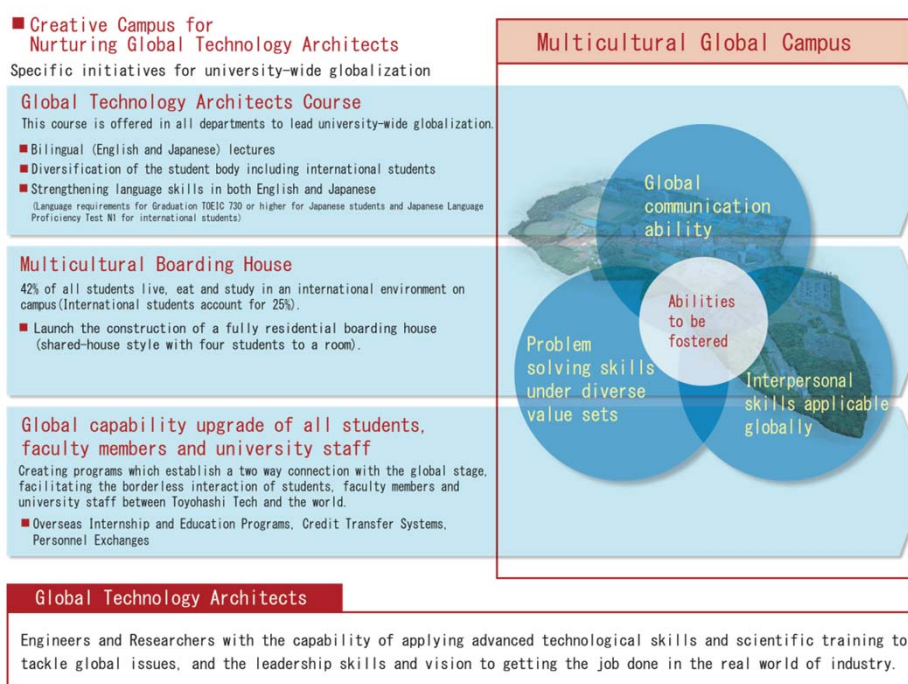 ■ Creative Campus for
Nurturing Global Technology Architects
Specific initiatives for university-wide globalization
Global Technology Architects Course
This course is offered in all departments to lead university-wide globalization.
■ Bilingual (English and Japanese) lectures
■ Diversification of the student body including international students
■ Strengthening language skills in both English and Japanese
(Language requirements for Graduation TOEIC 730 or higher for Japanese students and Japanese Language
Proficiency Test N1 for international students)
Multicultural Boarding House
42% of all students live, eat and study in an international environment on
campus(International students account for 25%).
■ Launch the construction of a fully residential boarding house
(shared-house style with four students to a room).
Global capability upgrade of all students,
faculty members and university staff
Creating programs which establish a two way connection with the global stage,
facilitating the borderless interaction of students, faculty members and
university staff between Toyohashi Tech and the world.
■ Overseas Internship and Education Programs, Credit Transfer Systems,
Personnel Exchanges
Multicultural Global Campus
Global
communication
ability
Abilities
to be
fostered
Problem
solving skills
under diverse
value sets
Interpersonal
skills applicable
globally
Global Technology Architects
Engineers and Researchers with the capability of applying advanced technological skills and scientific training to
tackle global issues, and the leadership skills and vision to getting the job done in the real world of industry.